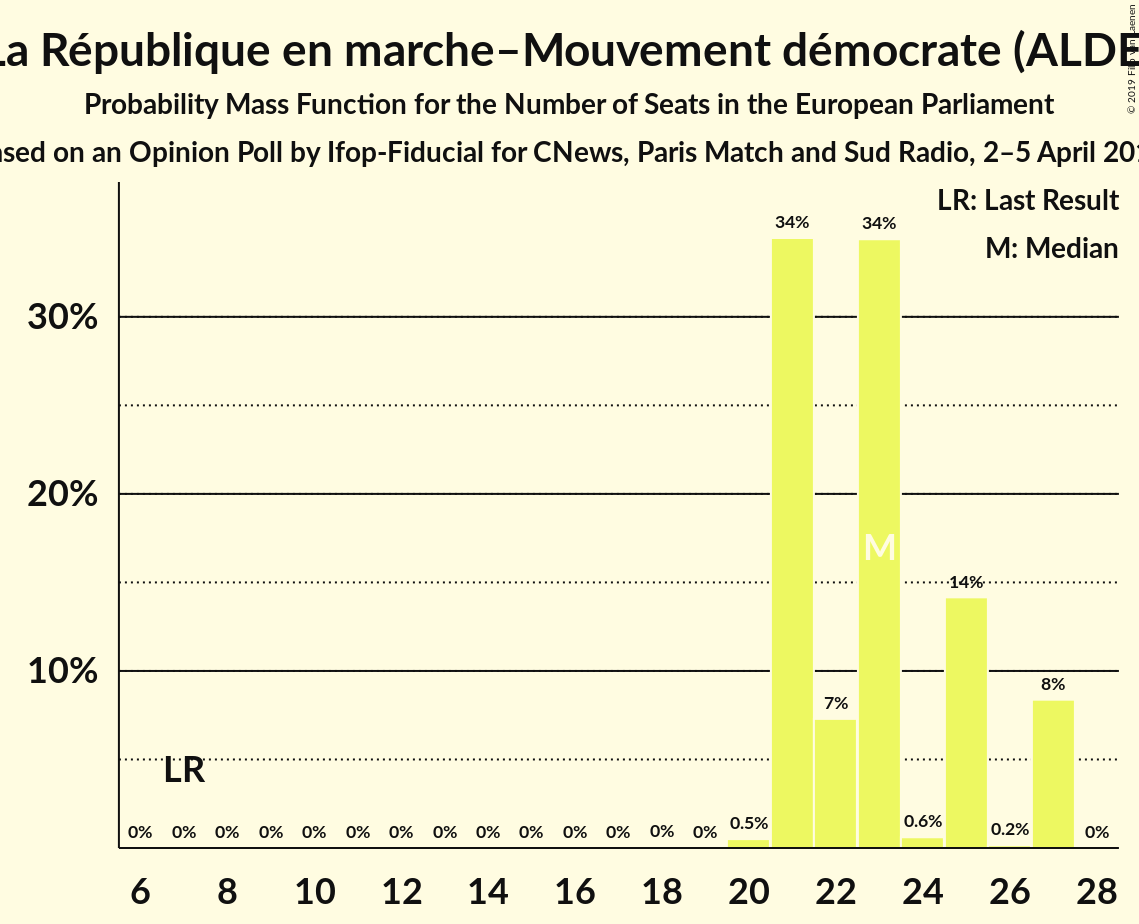 La République en marche–Mouvement démocrate (ALDE
Probability Mass Function for the Number of Seats in the European Parliament
ased on an Opinion Poll by Ifop-Fiducial for CNews, Paris Match and Sud Radio, 2–5 April 201
© 2019
LR: Last Result
M: Median
34% 34%
30%
20%
M
14%
10%
8%
7%
LR
0% 0% 0% 0% 0% 0% 0% 0% 0% 0% 0% 0% 0% 0% 0.5% 0.6% 0.2% 0%
6 8 10 12 14 16 18 20 22 24 26 28